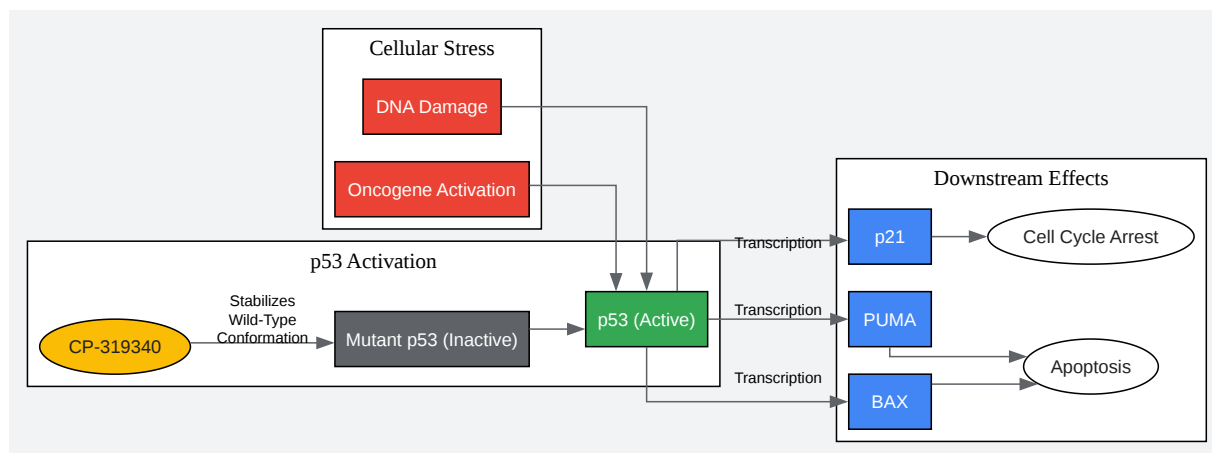 Cellular Stress
DNA Damage
Oncogene Activation
p53 Activation
CP-319340
Stabilizes
Wild-Type
Conformation
Mutant p53 (Inactive)
p53 (Active)
Transcription
Transcription
Transcription
Downstream Effects
p21
Cell Cycle Arrest
PUMA
Apoptosis
BAX